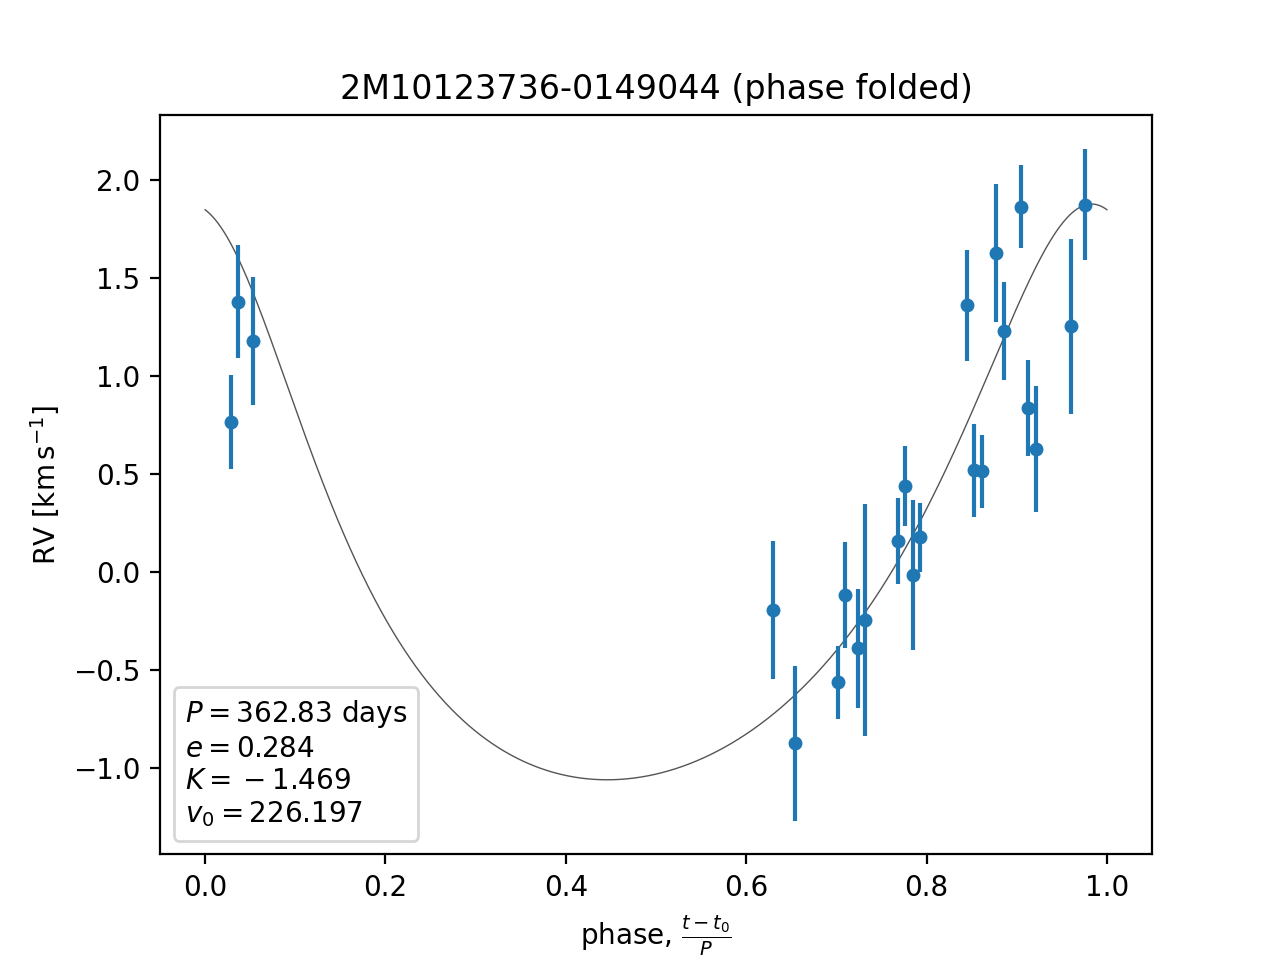 2M10123736-0149044 (phase folded)
RV [km s⁻¹]
2.0
1.5
1.0
0.5
0.0
−0.5
−1.0
P = 362.83 days
e = 0.284
K = −1.469
v₀ = 226.197
0.0 0.2 0.4 0.6 0.8 1.0
phase, (t − t₀)/P